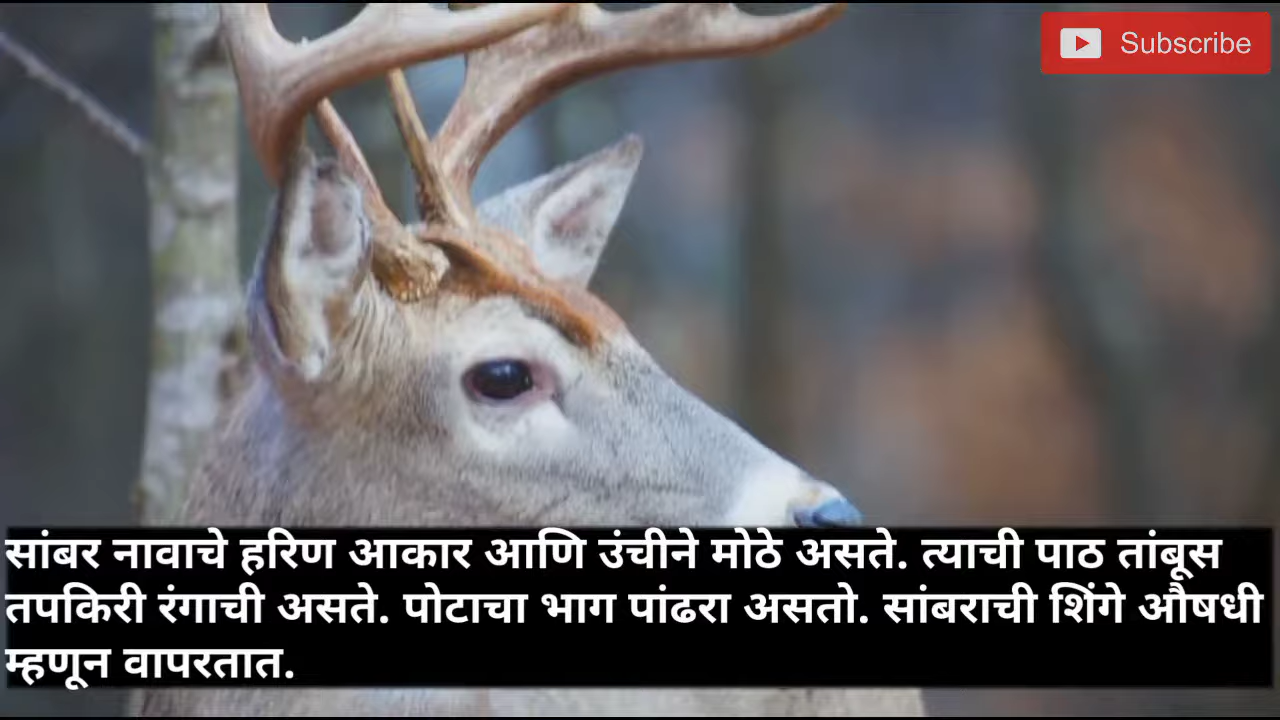 Subscribe
सांबर नावाचे हरिण आकार आणि उंचीने मोठे असते. त्याची पाठ तांबूस
तपकिरी रंगाची असते. पोटाचा भाग पांढरा असतो. सांबराची शिंगे औषधी
म्हणून वापरतात.